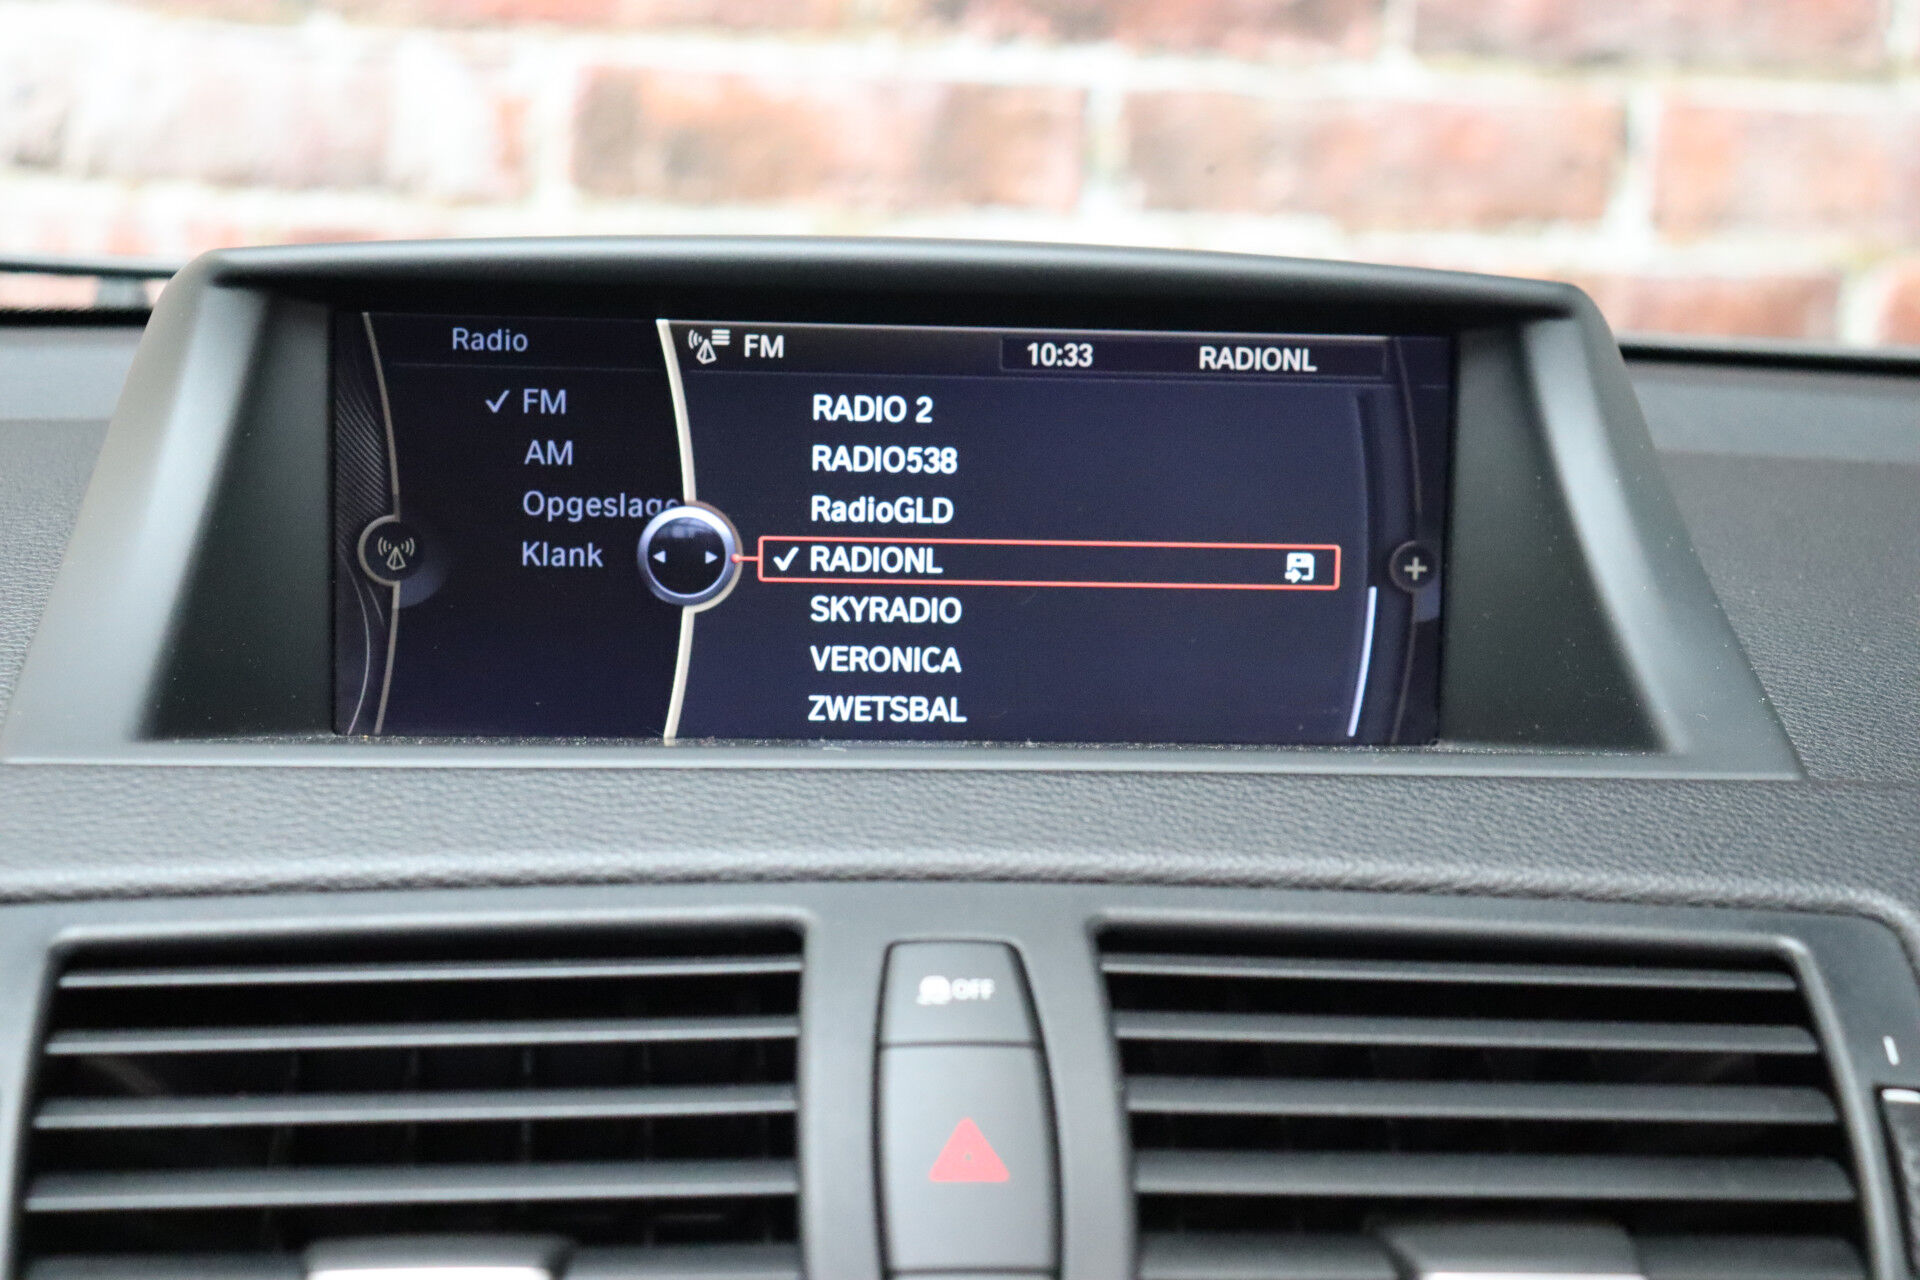 Radio
FM
AM
Klank
FM
10:33
RADIONL
RADIO 2
RADIO538
RadioGLD
RADIONL
SKYRADIO
VERONICA
ZWETSBAL
OFF